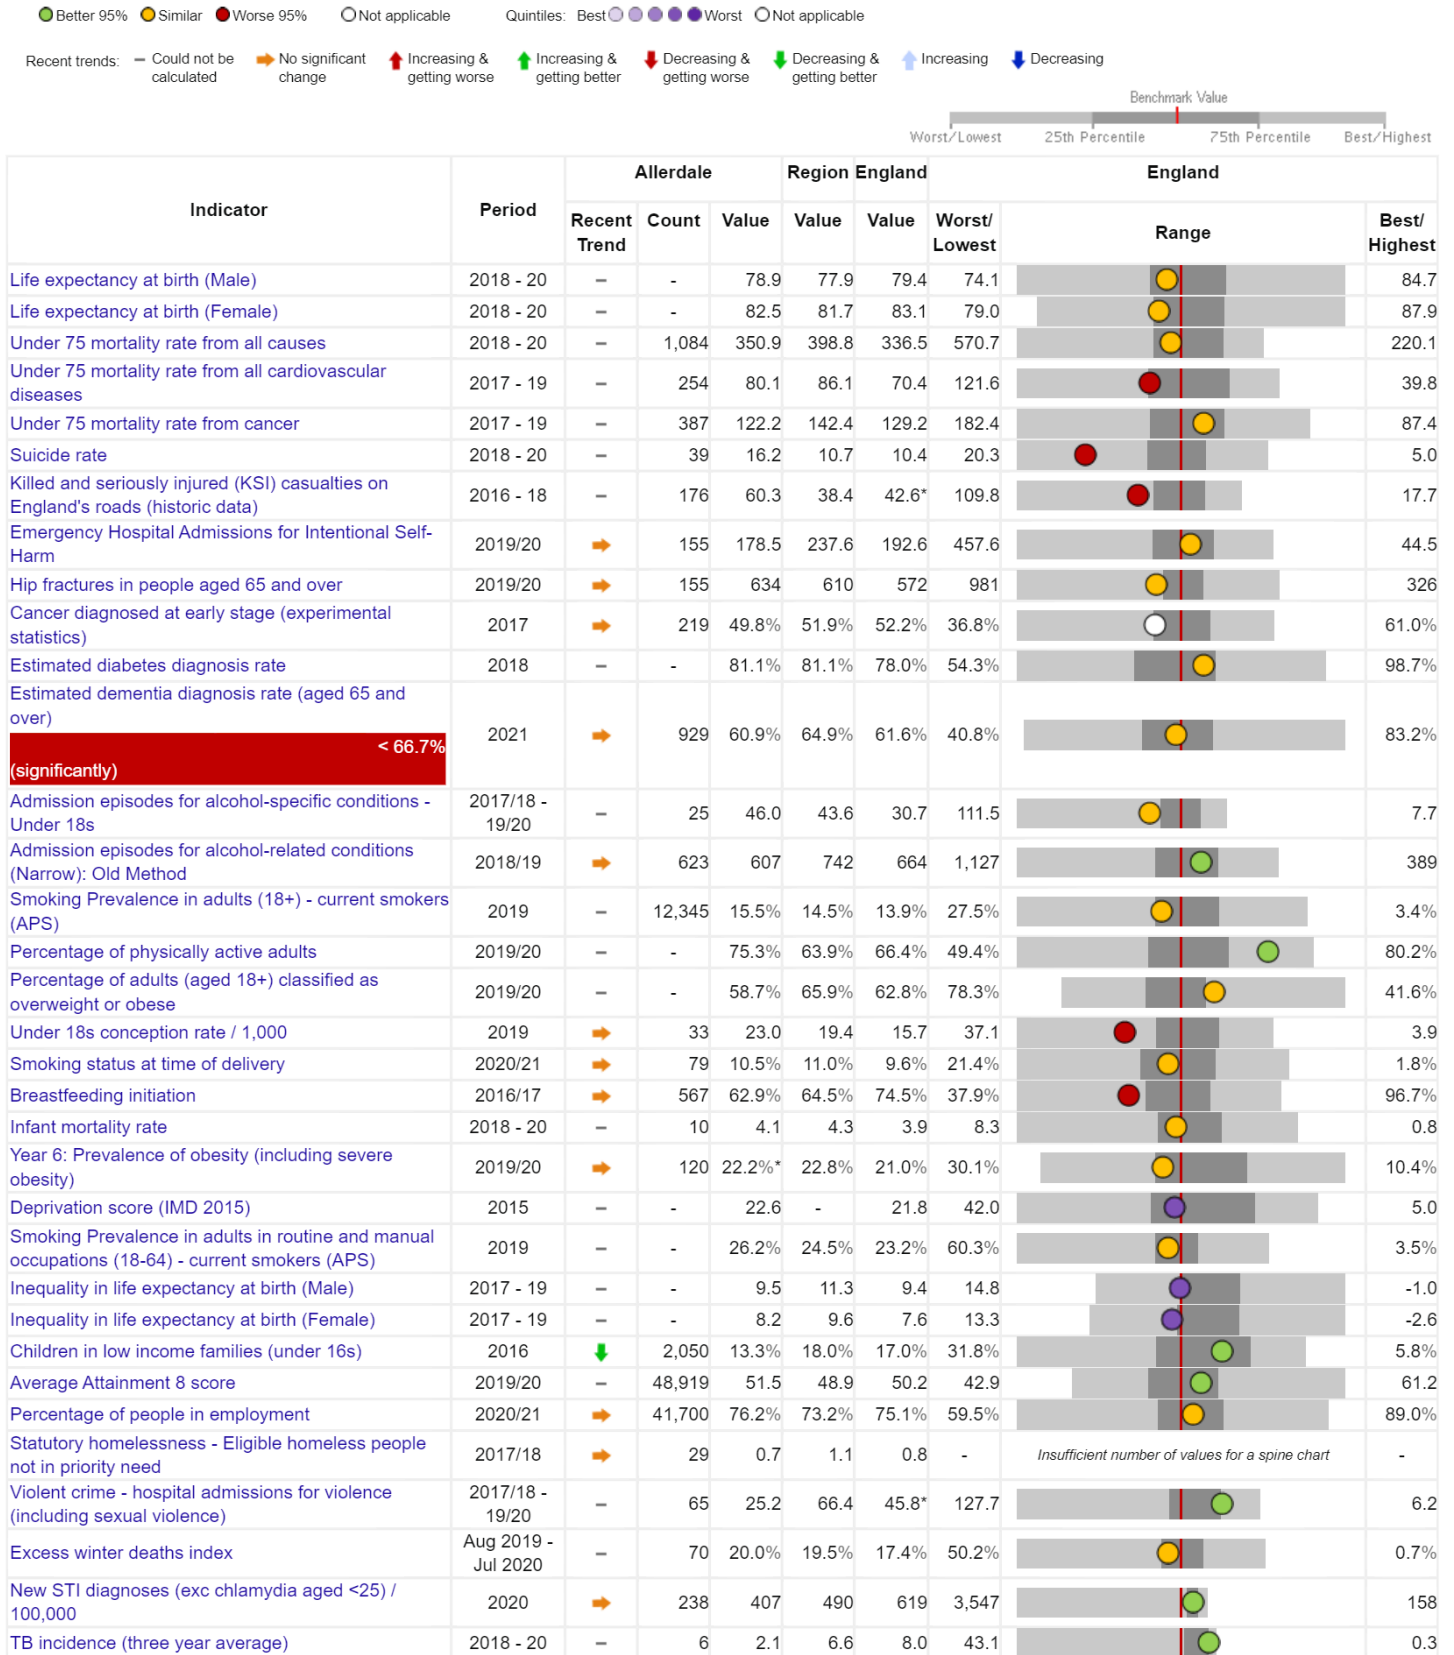 Better 95% Similar Worse 95% Not applicable Quintiles: Best Worst Not applicable
Recent trends: – Could not be calculated No significant change Increasing & getting worse Increasing & getting better Decreasing & getting worse Decreasing & getting better Increasing Decreasing
Benchmark Value
Worst/Lowest 25th Percentile 75th Percentile Best/Highest
Allerdale Region England England
Indicator Period Recent Trend Count Value Value Value Worst/ Lowest Range Best/ Highest
Life expectancy at birth (Male) 2018 - 20 – - 78.9 77.9 79.4 74.1 84.7
Life expectancy at birth (Female) 2018 - 20 – - 82.5 81.7 83.1 79.0 87.9
Under 75 mortality rate from all causes 2018 - 20 – 1,084 350.9 398.8 336.5 570.7 220.1
Under 75 mortality rate from all cardiovascular diseases 2017 - 19 – 254 80.1 86.1 70.4 121.6 39.8
Under 75 mortality rate from cancer 2017 - 19 – 387 122.2 142.4 129.2 182.4 87.4
Suicide rate 2018 - 20 – 39 16.2 10.7 10.4 20.3 5.0
Killed and seriously injured (KSI) casualties on England's roads (historic data) 2016 - 18 – 176 60.3 38.4 42.6* 109.8 17.7
Emergency Hospital Admissions for Intentional Self-Harm 2019/20 155 178.5 237.6 192.6 457.6 44.5
Hip fractures in people aged 65 and over 2019/20 155 634 610 572 981 326
Cancer diagnosed at early stage (experimental statistics) 2017 219 49.8% 51.9% 52.2% 36.8% 61.0%
Estimated diabetes diagnosis rate 2018 – - 81.1% 81.1% 78.0% 54.3% 98.7%
Estimated dementia diagnosis rate (aged 65 and over) < 66.7% (significantly) 2021 929 60.9% 64.9% 61.6% 40.8% 83.2%
Admission episodes for alcohol-specific conditions - Under 18s 2017/18 - 19/20 – 25 46.0 43.6 30.7 111.5 7.7
Admission episodes for alcohol-related conditions (Narrow): Old Method 2018/19 623 607 742 664 1,127 389
Smoking Prevalence in adults (18+) - current smokers (APS) 2019 – 12,345 15.5% 14.5% 13.9% 27.5% 3.4%
Percentage of physically active adults 2019/20 – - 75.3% 63.9% 66.4% 49.4% 80.2%
Percentage of adults (aged 18+) classified as overweight or obese 2019/20 – - 58.7% 65.9% 62.8% 78.3% 41.6%
Under 18s conception rate / 1,000 2019 33 23.0 19.4 15.7 37.1 3.9
Smoking status at time of delivery 2020/21 79 10.5% 11.0% 9.6% 21.4% 1.8%
Breastfeeding initiation 2016/17 567 62.9% 64.5% 74.5% 37.9% 96.7%
Infant mortality rate 2018 - 20 – 10 4.1 4.3 3.9 8.3 0.8
Year 6: Prevalence of obesity (including severe obesity) 2019/20 120 22.2%* 22.8% 21.0% 30.1% 10.4%
Deprivation score (IMD 2015) 2015 – - 22.6 - 21.8 42.0 5.0
Smoking Prevalence in adults in routine and manual occupations (18-64) - current smokers (APS) 2019 – - 26.2% 24.5% 23.2% 60.3% 3.5%
Inequality in life expectancy at birth (Male) 2017 - 19 – - 9.5 11.3 9.4 14.8 -1.0
Inequality in life expectancy at birth (Female) 2017 - 19 – - 8.2 9.6 7.6 13.3 -2.6
Children in low income families (under 16s) 2016 2,050 13.3% 18.0% 17.0% 31.8% 5.8%
Average Attainment 8 score 2019/20 – 48,919 51.5 48.9 50.2 42.9 61.2
Percentage of people in employment 2020/21 41,700 76.2% 73.2% 75.1% 59.5% 89.0%
Statutory homelessness - Eligible homeless people not in priority need 2017/18 29 0.7 1.1 0.8 - Insufficient number of values for a spine chart -
Violent crime - hospital admissions for violence (including sexual violence) 2017/18 - 19/20 – 65 25.2 66.4 45.8* 127.7 6.2
Excess winter deaths index Aug 2019 - Jul 2020 – 70 20.0% 19.5% 17.4% 50.2% 0.7%
New STI diagnoses (exc chlamydia aged <25) / 100,000 2020 238 407 490 619 3,547 158
TB incidence (three year average) 2018 - 20 – 6 2.1 6.6 8.0 43.1 0.3